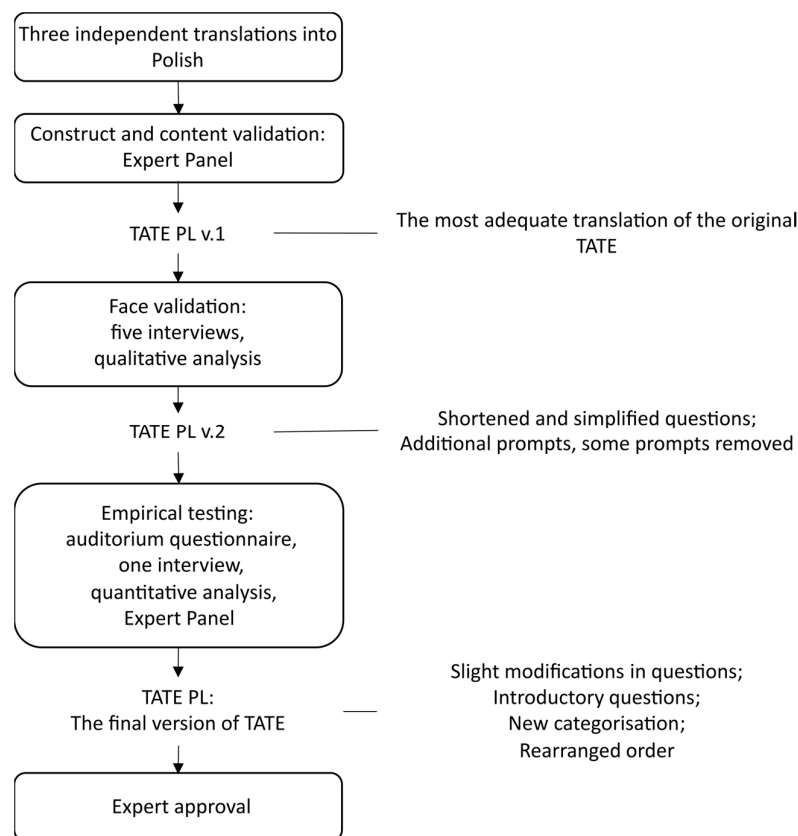 Three independent translations into
Polish
Construct and content validation:
Expert Panel
TATE PL v.1
The most adequate translation of the original
TATE
Face validation:
five interviews,
qualitative analysis
TATE PL v.2
Shortened and simplified questions;
Additional prompts, some prompts removed
Empirical testing:
auditorium questionnaire,
one interview,
quantitative analysis,
Expert Panel
TATE PL:
The final version of TATE
Slight modifications in questions;
Introductory questions;
New categorisation;
Rearranged order
Expert approval